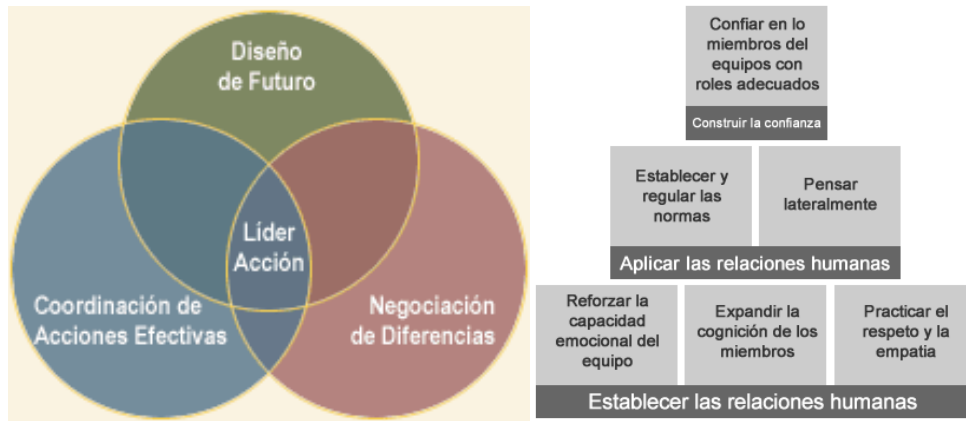 Diseño
de Futuro
Líder
Acción
Coordinación de
Acciones Efectivas
Negociación
de Diferencias
Confiar en lo
miembros del
equipos con
roles adecuados
Construir la confianza
Establecer y
regular las
normas
Pensar
lateralmente
Aplicar las relaciones humanas
Reforzar la
capacidad
emocional del
equipo
Expandir la
cognición de los
miembros
Practicar el
respeto y la
empatia
Establecer las relaciones humanas